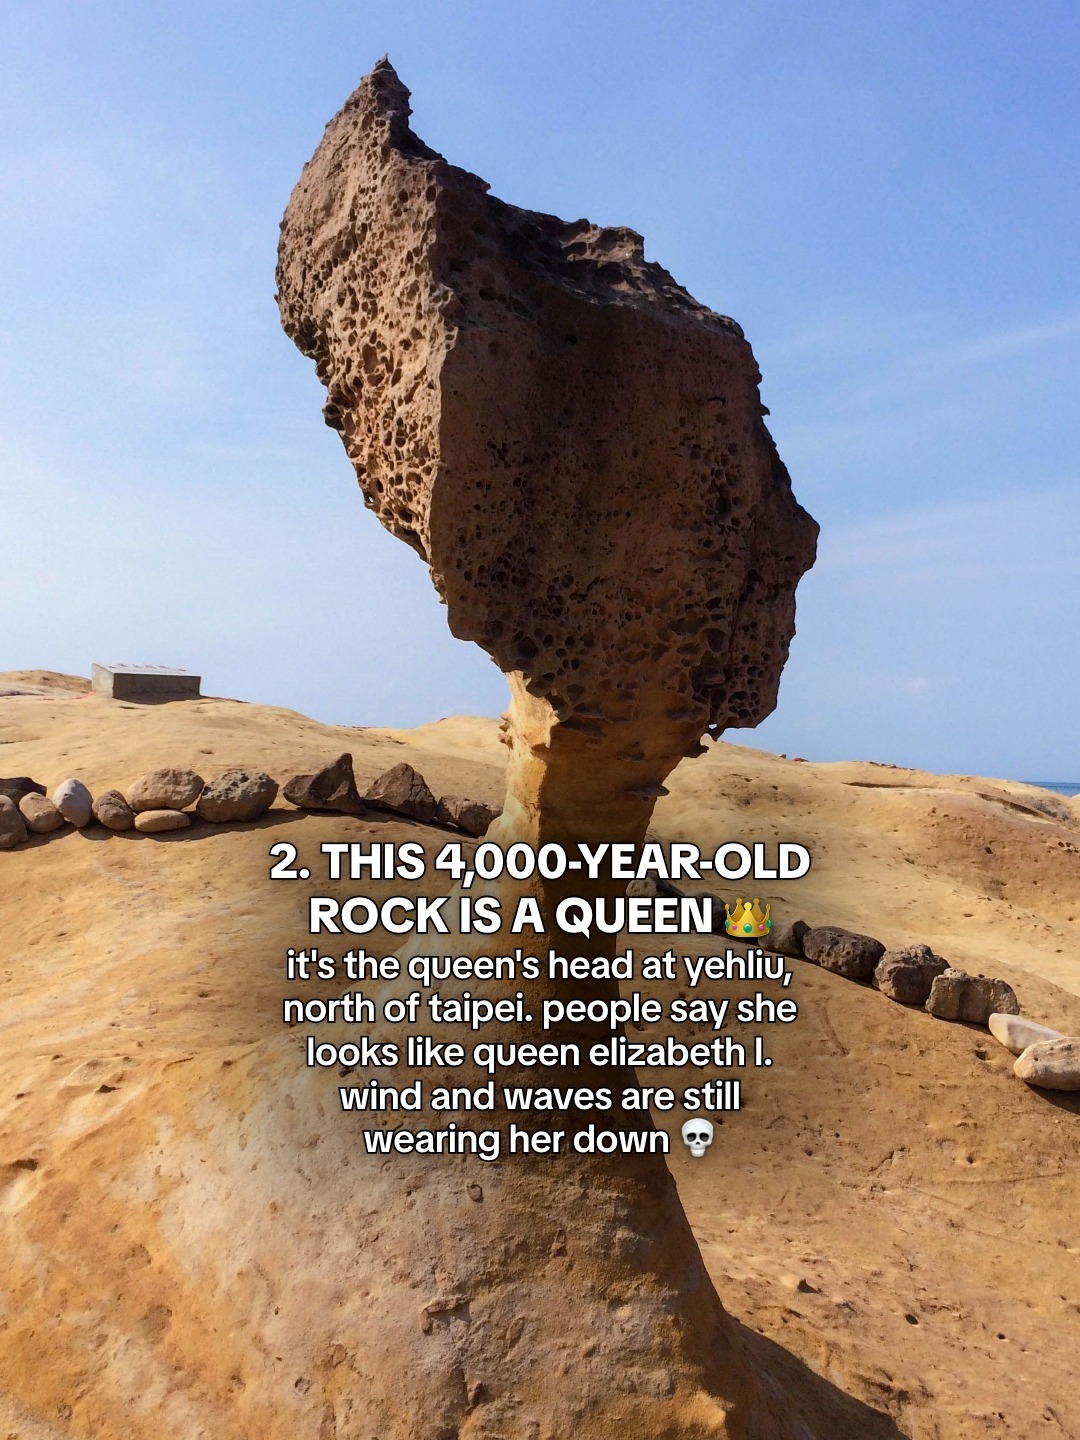 2. THIS 4,000-YEAR-OLD
ROCK IS A QUEEN 👑
it's the queen's head at yehliu,
north of taipei. people say she
looks like queen elizabeth I.
wind and waves are still
wearing her down 💀